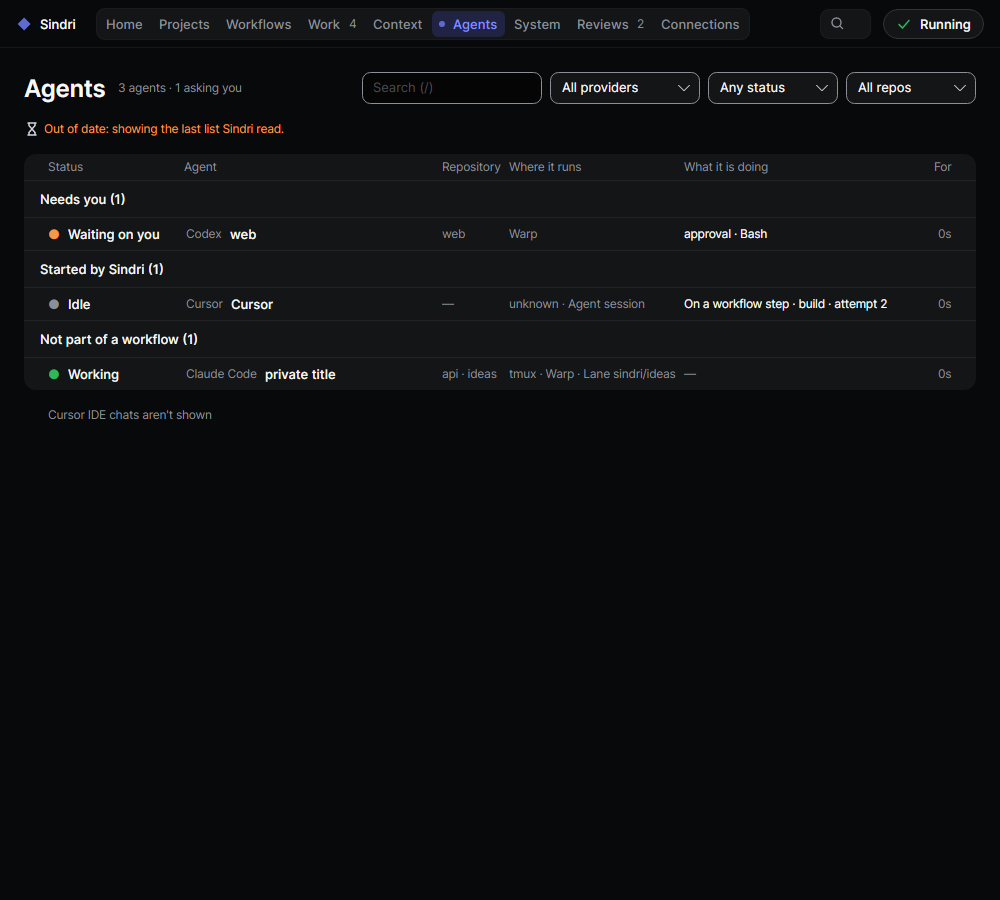 Sindri Home Projects Workflows Work 4 Context Agents System Reviews 2 Connections Running
Agents 3 agents · 1 asking you Search (/) All providers Any status All repos
Out of date: showing the last list Sindri read.
Status Agent Repository Where it runs What it is doing For
Needs you (1)
Waiting on you Codex web web Warp approval · Bash 0s
Started by Sindri (1)
Idle Cursor Cursor — unknown · Agent session On a workflow step · build · attempt 2 0s
Not part of a workflow (1)
Working Claude Code private title api · ideas tmux · Warp · Lane sindri/ideas — 0s
Cursor IDE chats aren't shown